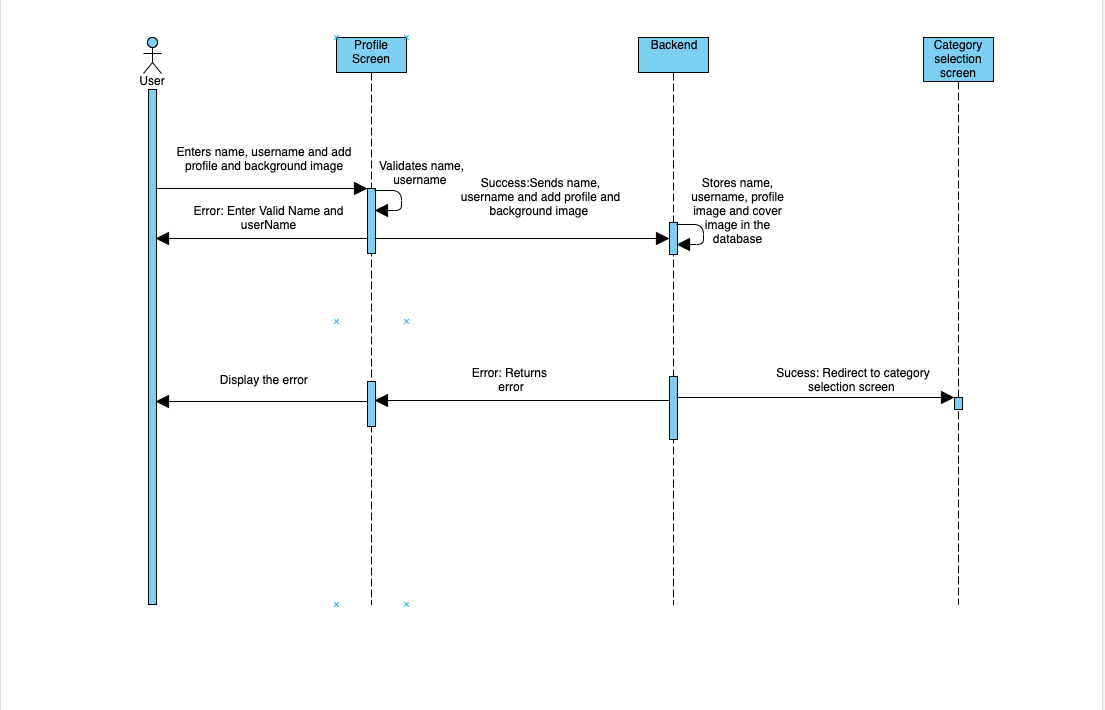 Profile
Screen
Backend
Category
selection
screen
User
Enters name, username and add
profile and background image
Validates name,
username
Success:Sends name,
username and add profile and
background image
Stores name,
username, profile
image and cover
image in the
database
Error: Enter Valid Name and
userName
Display the error
Error: Returns
error
Sucess: Redirect to category
selection screen